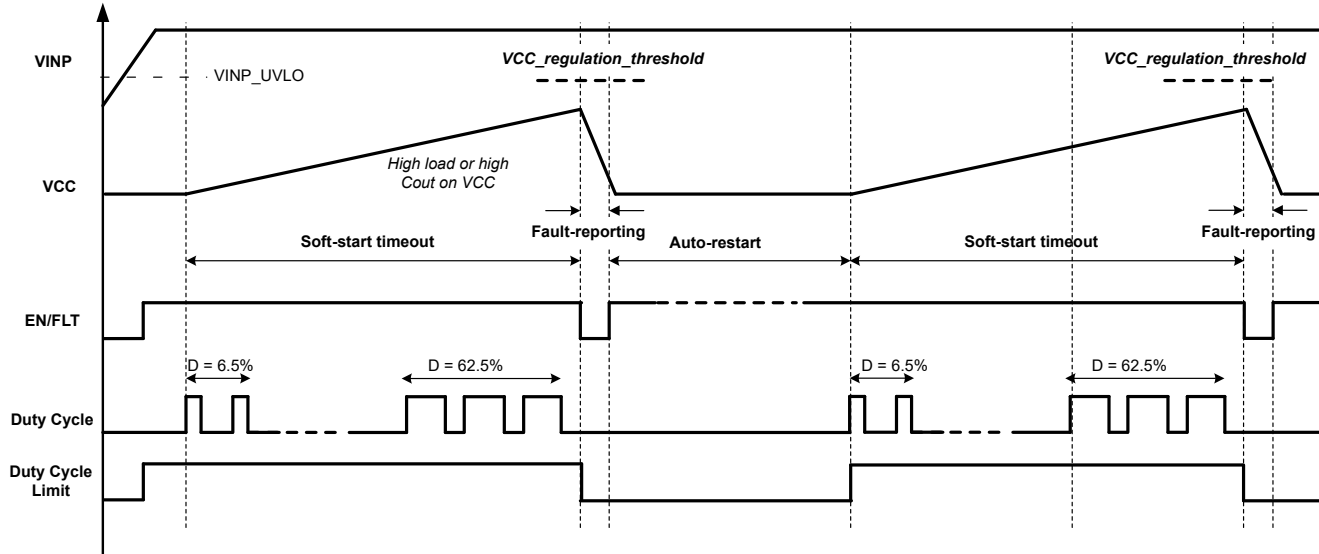 VINP
VINP_UVLO
VCC_regulation_threshold
VCC_regulation_threshold
VCC
High load or high
Cout on VCC
Soft-start timeout
Fault-reporting
Auto-restart
Soft-start timeout
Fault-reporting
EN/FLT
D = 6.5%
D = 62.5%
D = 6.5%
D = 62.5%
Duty Cycle
Duty Cycle
Limit